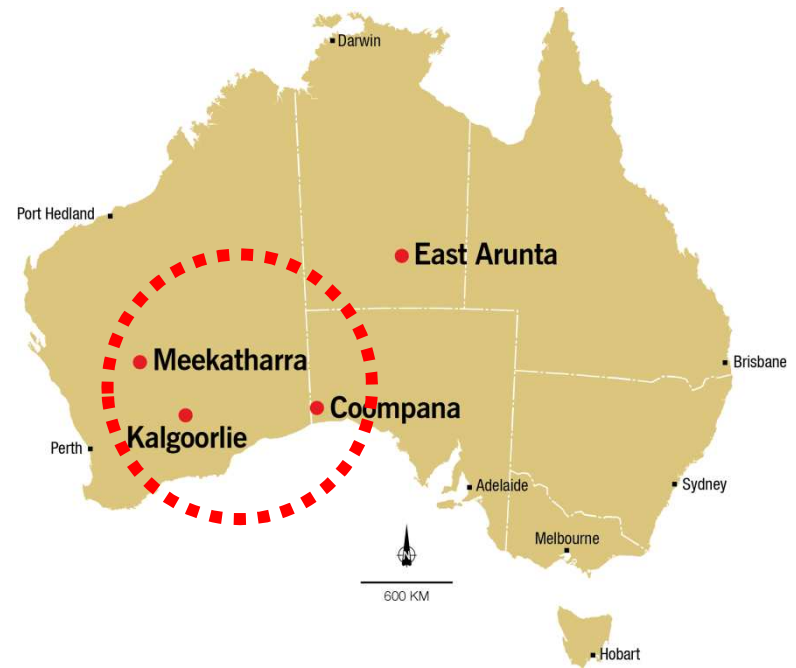 Darwin
Port Hedland
East Arunta
Meekatharra
Brisbane
Coompana
Kalgoorlie
Perth
Adelaide
Sydney
Melbourne
N
600 KM
Hobart